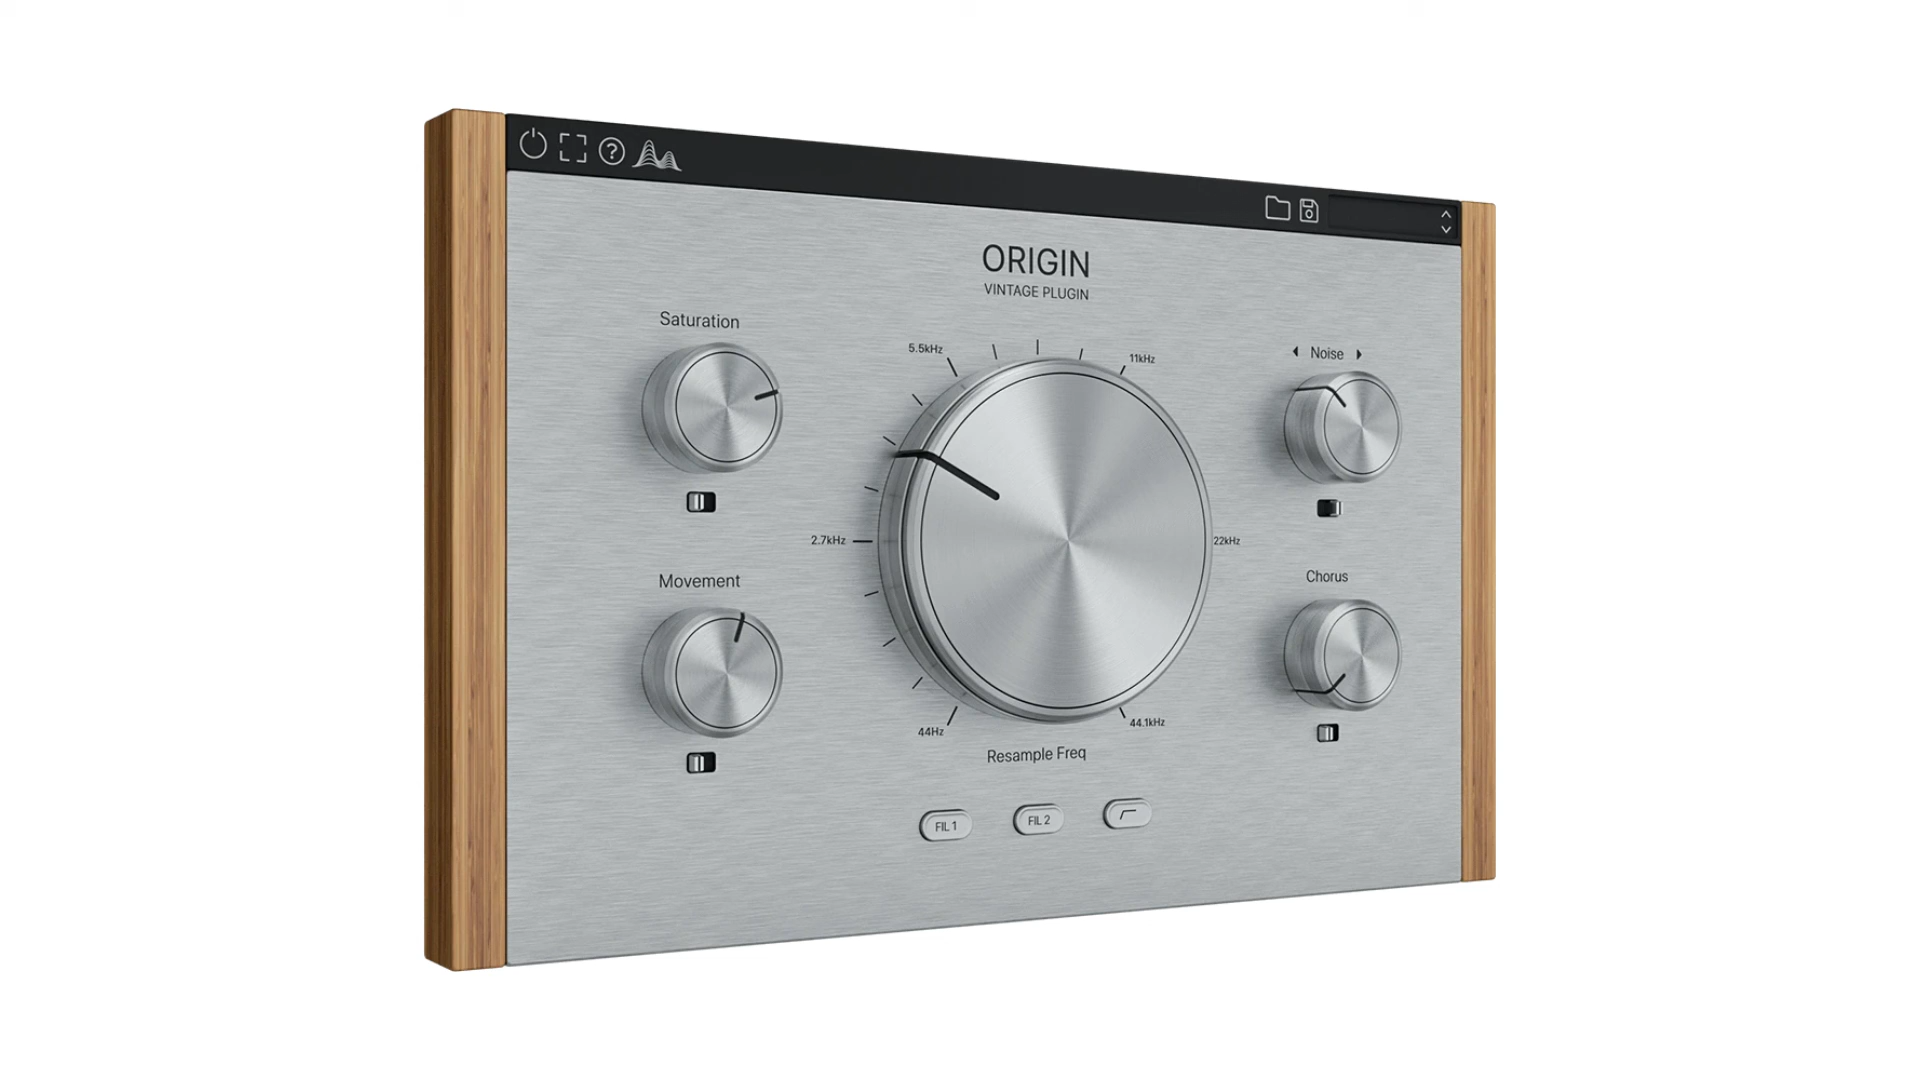 ORIGIN
VINTAGE PLUGIN
Saturation
Noise
5.5kHz
11kHz
2.7kHz
22kHz
Movement
Chorus
44Hz
44.1kHz
Resample Freq
FIL 1
FIL 2